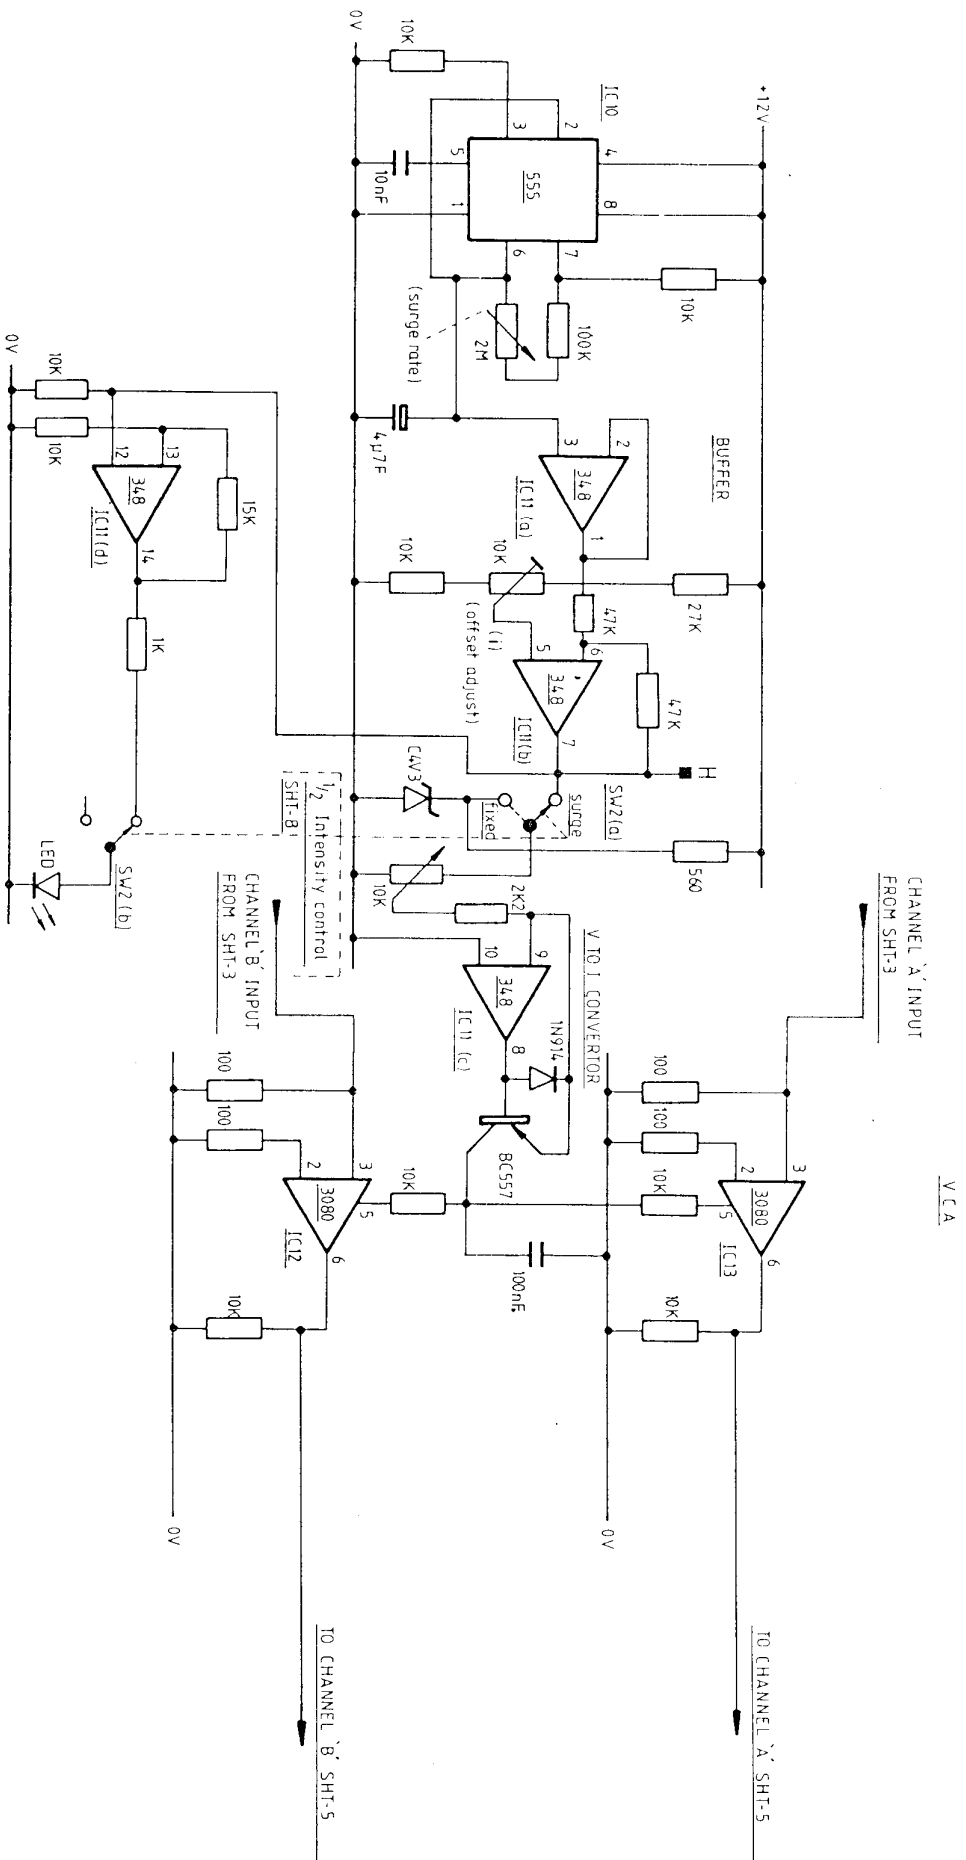 V C A
CHANNEL `A´ INPUT
FROM SHT-3
TO CHANNEL `A´ SHT-5
+12V
0V
IC10
555
2
3
4
8
5
1
6
7
10K
10nF
10K
100K
2M
(surge rate)
4µ7F
BUFFER
2
3
348
1
IC11 (a)
27K
10K
10K
(i)
(offset adjust)
47K
6
5
348
7
IC11(b)
47K
H
SW2(a)
surge
fixed
C4V3
560
1/2 Intensity control
SHT-8
10K
2K2
V TO I CONVERTOR
9
10
348
8
IC11 (c)
1N914
BC557
100
100
3
2
5
6
3080
IC13
10K
10K
100nF
0V
CHANNEL `B´ INPUT
FROM SHT-3
100
100
3
2
5
6
3080
IC12
10K
10K
0V
TO CHANNEL `B´ SHT-5
0V
10K
10K
12
13
348
14
IC11(d)
15K
1K
SW2(b)
LED